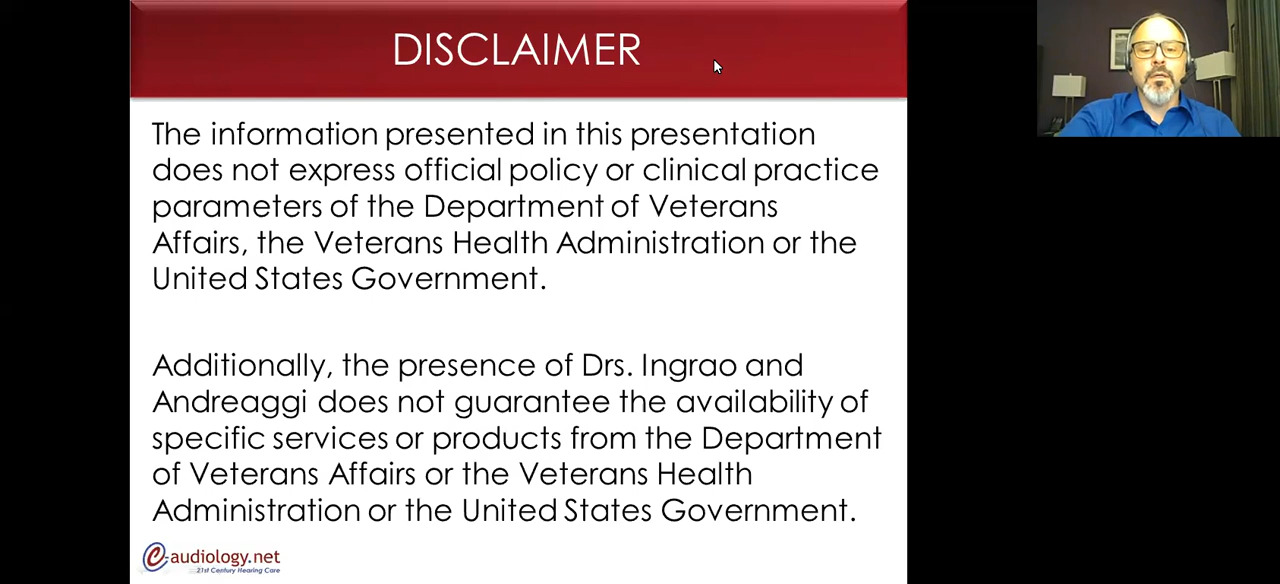 DISCLAIMER
The information presented in this presentation
does not express official policy or clinical practice
parameters of the Department of Veterans
Affairs, the Veterans Health Administration or the
United States Government.
Additionally, the presence of Drs. Ingrao and
Andreaggi does not guarantee the availability of
specific services or products from the Department
of Veterans Affairs or the Veterans Health
Administration or the United States Government.
e-audiology.net
21st Century Hearing Care